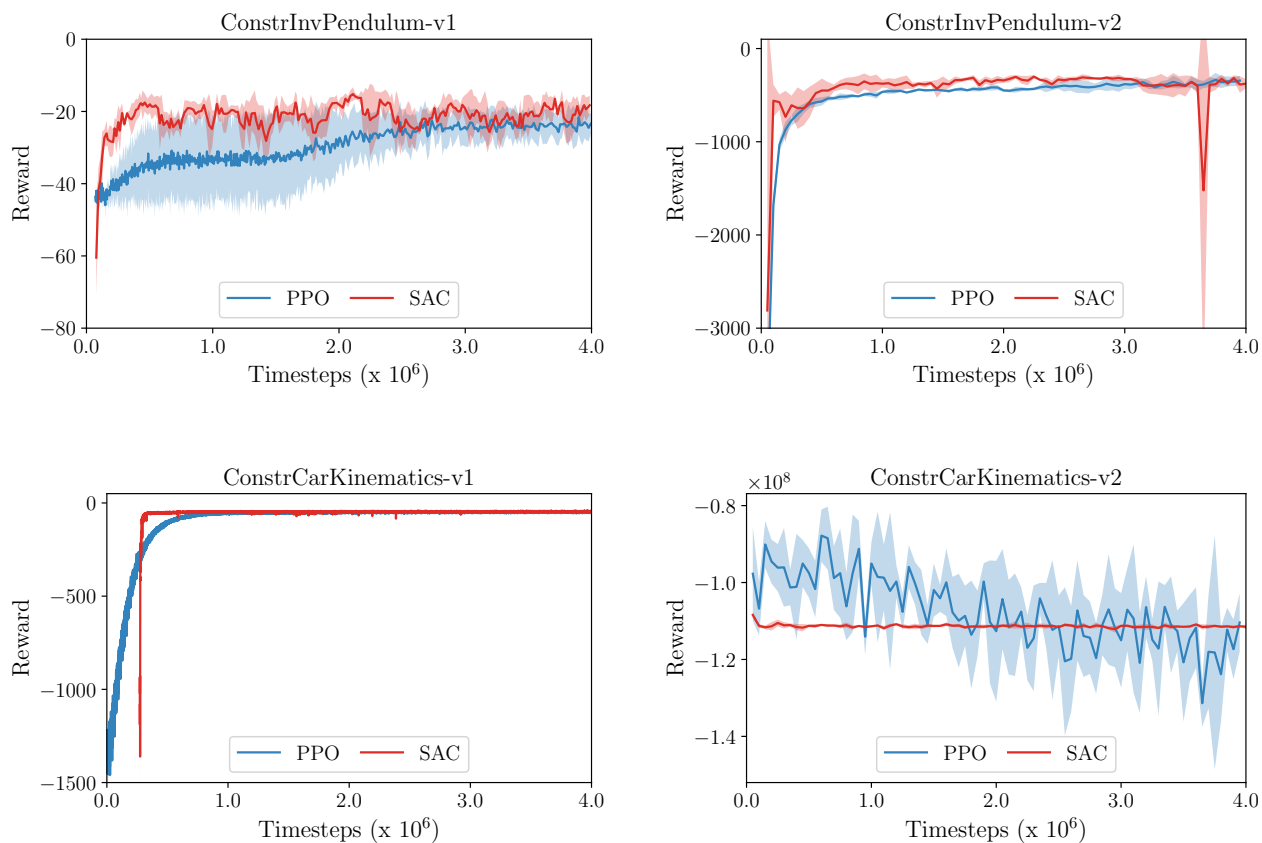 ConstrInvPendulum-v1
0
−20
−40
−60
−80
Reward
PPO SAC
0.0 1.0 2.0 3.0 4.0
Timesteps (x 10⁶)
ConstrInvPendulum-v2
0
−1000
−2000
−3000
Reward
PPO SAC
0.0 1.0 2.0 3.0 4.0
Timesteps (x 10⁶)
ConstrCarKinematics-v1
0
−500
−1000
−1500
Reward
PPO SAC
0.0 1.0 2.0 3.0 4.0
Timesteps (x 10⁶)
ConstrCarKinematics-v2
×10⁸
−0.8
−1.0
−1.2
−1.4
Reward
PPO SAC
0.0 1.0 2.0 3.0 4.0
Timesteps (x 10⁶)